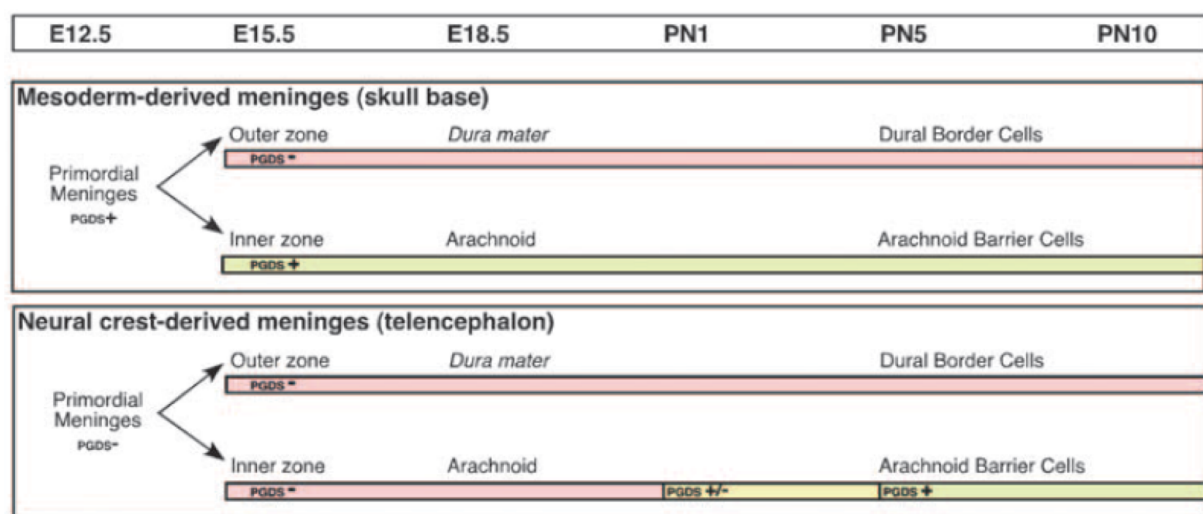 E12.5 E15.5 E18.5 PN1 PN5 PN10
Mesoderm-derived meninges (skull base)
Outer zone Dura mater Dural Border Cells
PGDS -
Primordial
Meninges
PGDS+
Inner zone Arachnoid Arachnoid Barrier Cells
PGDS +
Neural crest-derived meninges (telencephalon)
Outer zone Dura mater Dural Border Cells
PGDS -
Primordial
Meninges
PGDS-
Inner zone Arachnoid Arachnoid Barrier Cells
PGDS - PGDS +/- PGDS +